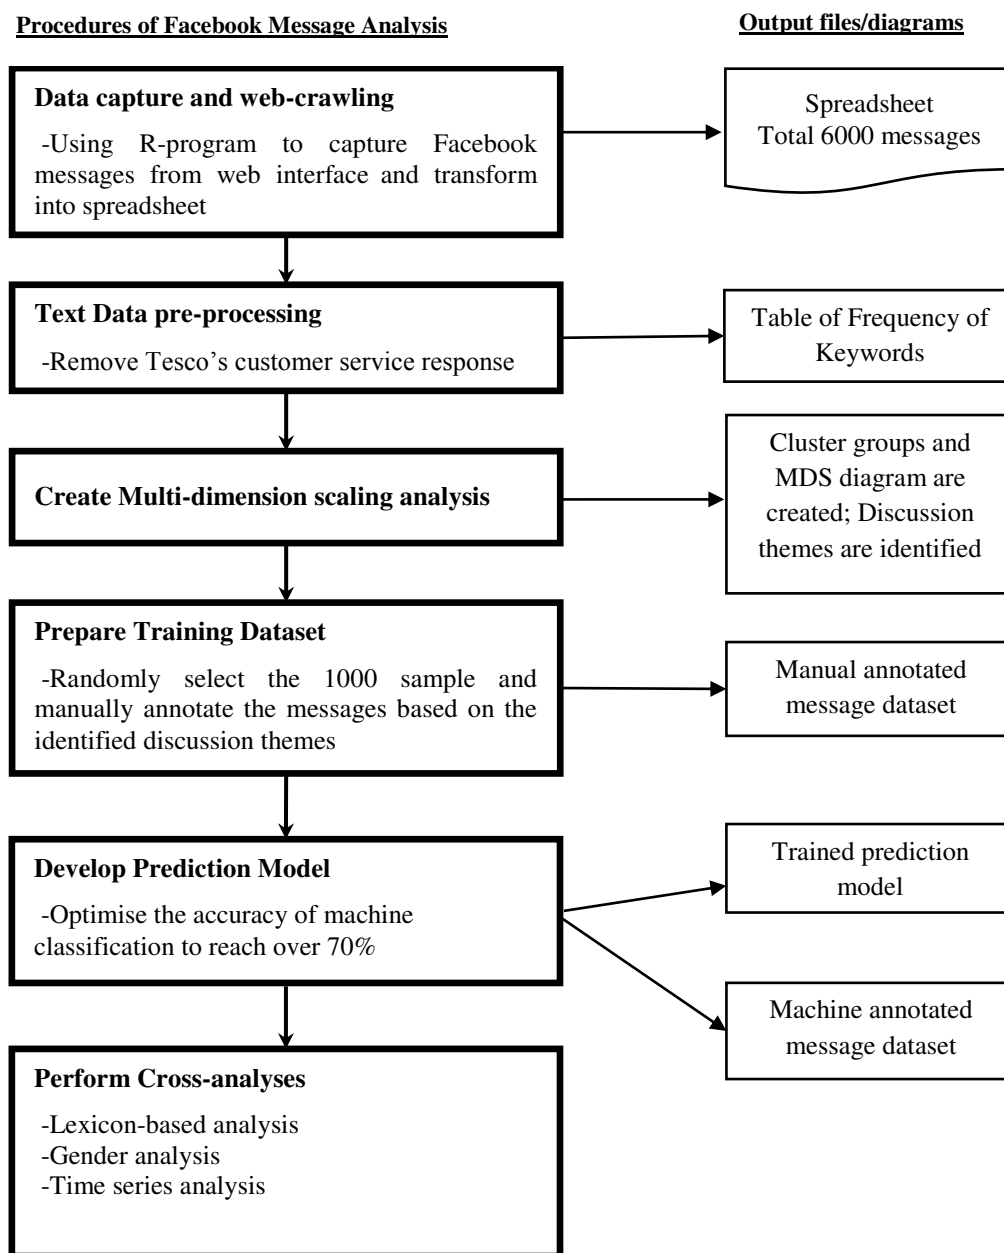 Procedures of Facebook Message Analysis
Output files/diagrams
Data capture and web-crawling
-Using R-program to capture Facebook
messages from web interface and transform
into spreadsheet
Spreadsheet
Total 6000 messages
Text Data pre-processing
-Remove Tesco’s customer service response
Table of Frequency of
Keywords
Create Multi-dimension scaling analysis
Cluster groups and
MDS diagram are
created; Discussion
themes are identified
Prepare Training Dataset
-Randomly select the 1000 sample and
manually annotate the messages based on the
identified discussion themes
Manual annotated
message dataset
Develop Prediction Model
-Optimise the accuracy of machine
classification to reach over 70%
Trained prediction
model
Machine annotated
message dataset
Perform Cross-analyses
-Lexicon-based analysis
-Gender analysis
-Time series analysis